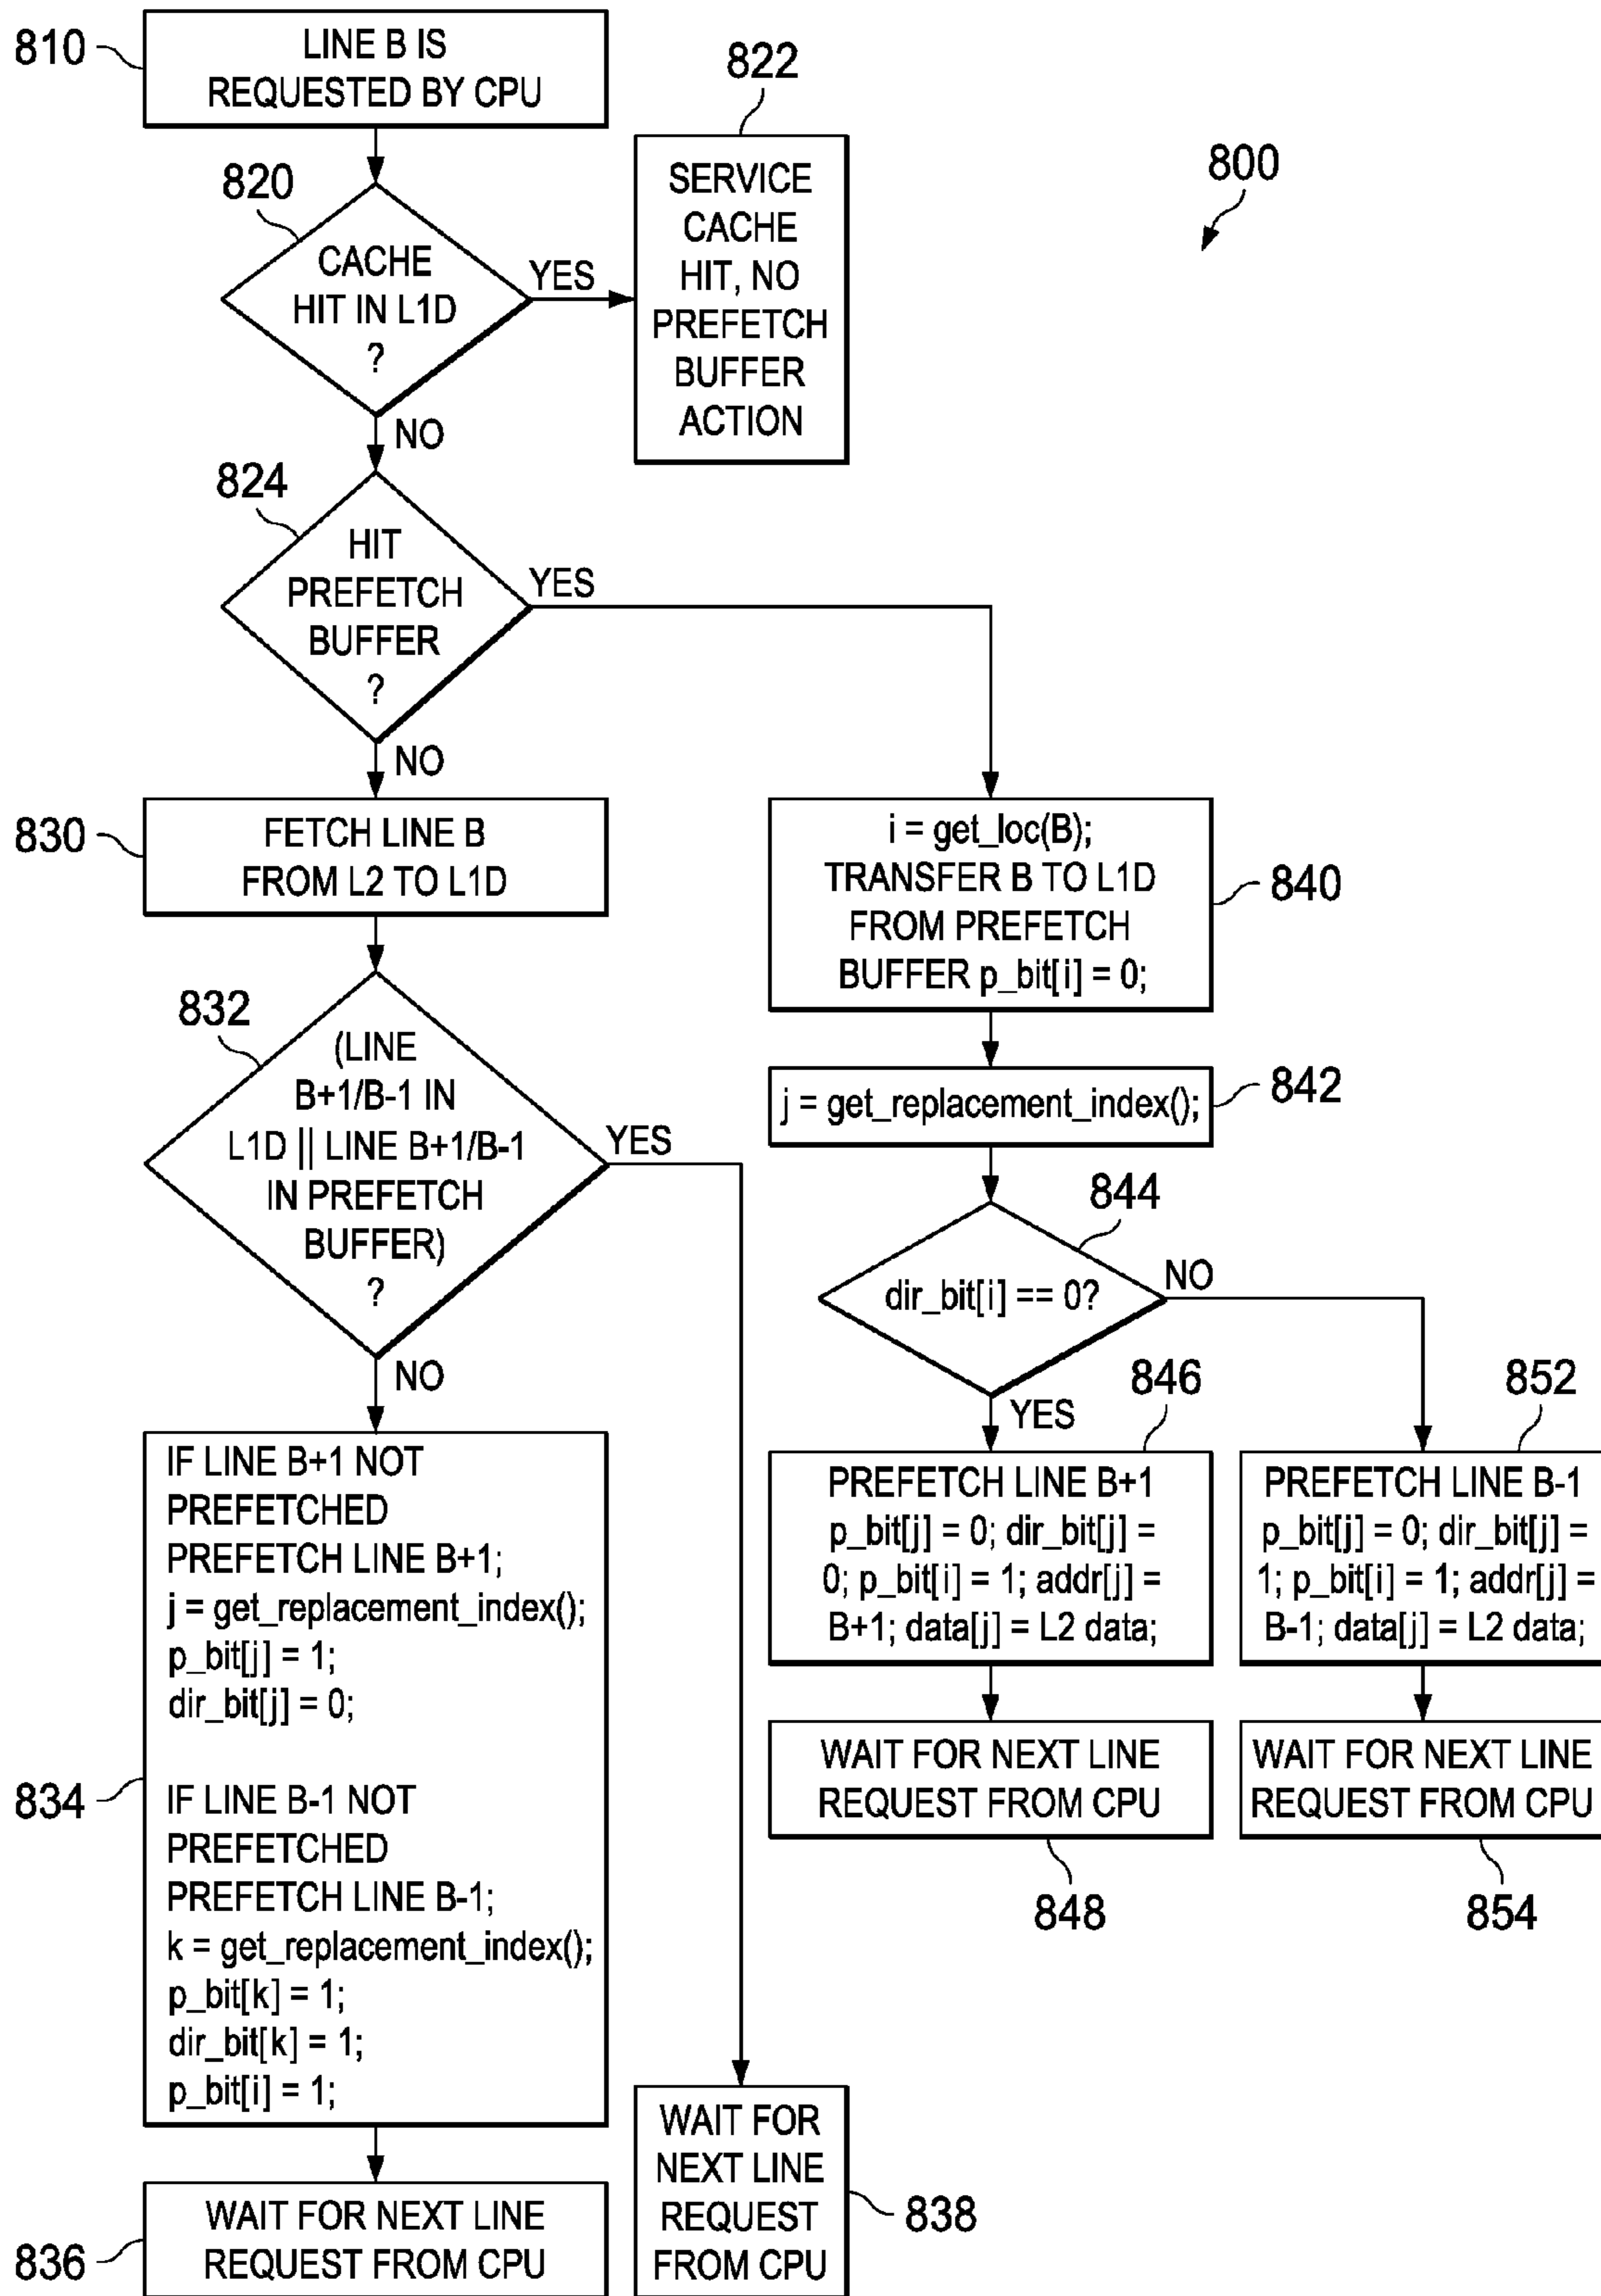 810
LINE B IS
REQUESTED BY CPU
822
800
820
CACHE
HIT IN L1D
?
YES
SERVICE
CACHE
HIT, NO
PREFETCH
BUFFER
ACTION
NO
824
HIT
PREFETCH
BUFFER
?
YES
NO
830
FETCH LINE B
FROM L2 TO L1D
i = get_loc(B);
TRANSFER B TO L1D
FROM PREFETCH
BUFFER p_bit[i] = 0;
840
832
(LINE
B+1/B-1 IN
L1D || LINE B+1/B-1
IN PREFETCH
BUFFER)
?
YES
NO
j = get_replacement_index();
842
844
dir_bit[i] == 0?
NO
YES
846
852
834
IF LINE B+1 NOT
PREFETCHED
PREFETCH LINE B+1;
j = get_replacement_index();
p_bit[j] = 1;
dir_bit[j] = 0;
IF LINE B-1 NOT
PREFETCHED
PREFETCH LINE B-1;
k = get_replacement_index();
p_bit[k] = 1;
dir_bit[k] = 1;
p_bit[i] = 1;
PREFETCH LINE B+1
p_bit[j] = 0; dir_bit[j] =
0; p_bit[i] = 1; addr[j] =
B+1; data[j] = L2 data;
PREFETCH LINE B-1
p_bit[j] = 0; dir_bit[j] =
1; p_bit[i] = 1; addr[j] =
B-1; data[j] = L2 data;
WAIT FOR NEXT LINE
REQUEST FROM CPU
848
WAIT FOR NEXT LINE
REQUEST FROM CPU
854
836
WAIT FOR NEXT LINE
REQUEST FROM CPU
WAIT FOR
NEXT LINE
REQUEST
FROM CPU
838